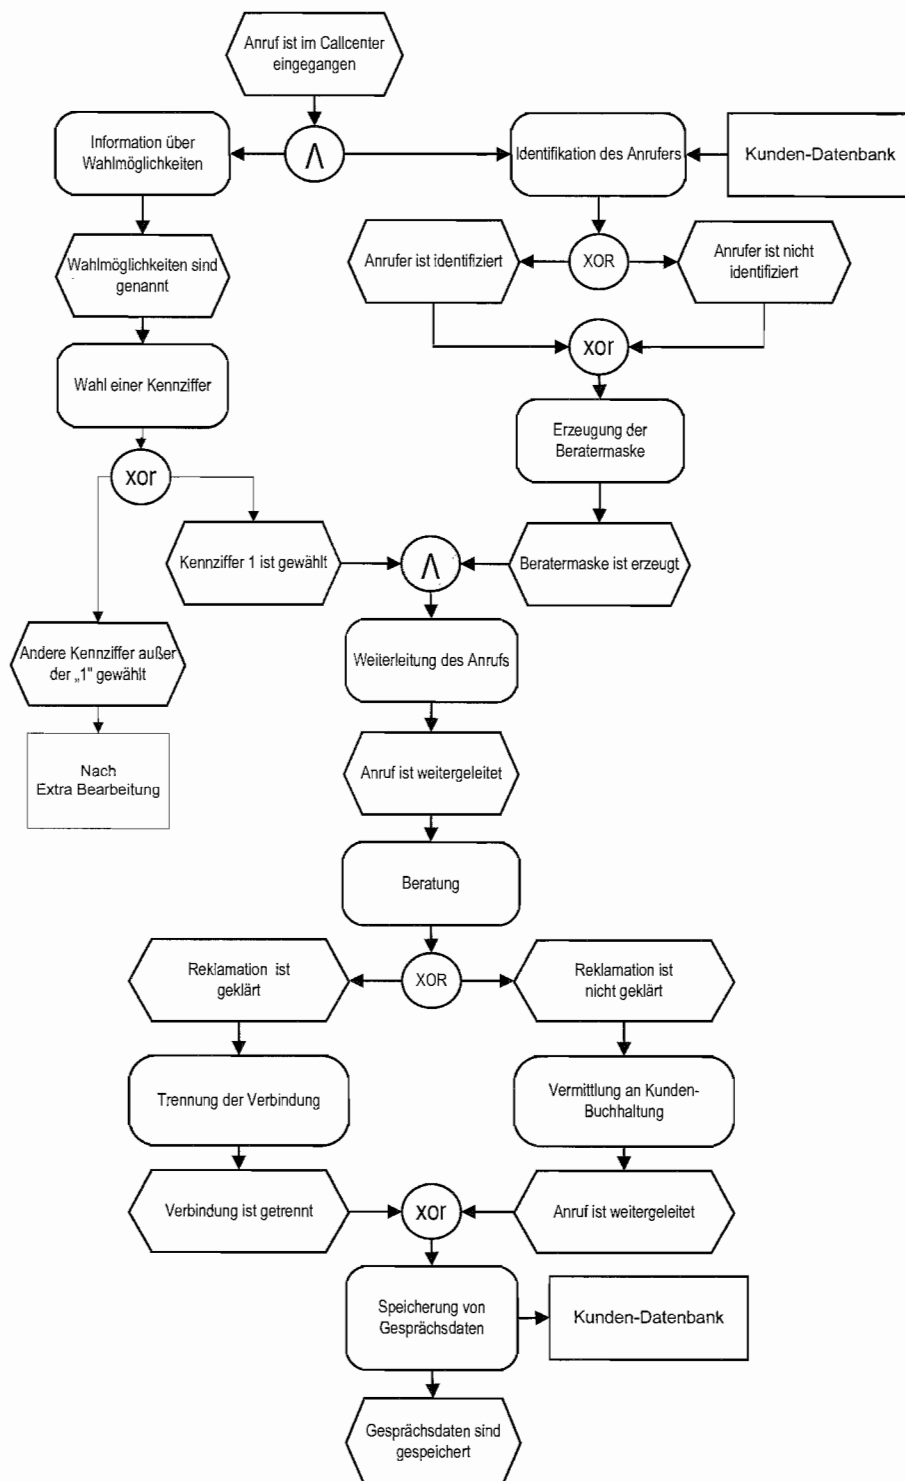 Anruf ist im Callcenter
eingegangen
Information über
Wahlmöglichkeiten
Λ
Identifikation des Anrufers
Kunden-Datenbank
Wahlmöglichkeiten sind
genannt
Anrufer ist identifiziert
XOR
Anrufer ist nicht
identifiziert
xor
Wahl einer Kennziffer
Erzeugung der
Beratermaske
xor
Kennziffer 1 ist gewählt
Λ
Beratermaske ist erzeugt
Andere Kennziffer außer
der „1" gewählt
Weiterleitung des Anrufs
Nach
Extra Bearbeitung
Anruf ist weitergeleitet
Beratung
Reklamation ist
geklärt
XOR
Reklamation ist
nicht geklärt
Trennung der Verbindung
Vermittlung an Kunden-
Buchhaltung
Verbindung ist getrennt
xor
Anruf ist weitergeleitet
Speicherung von
Gesprächsdaten
Kunden-Datenbank
Gesprächsdaten sind
gespeichert